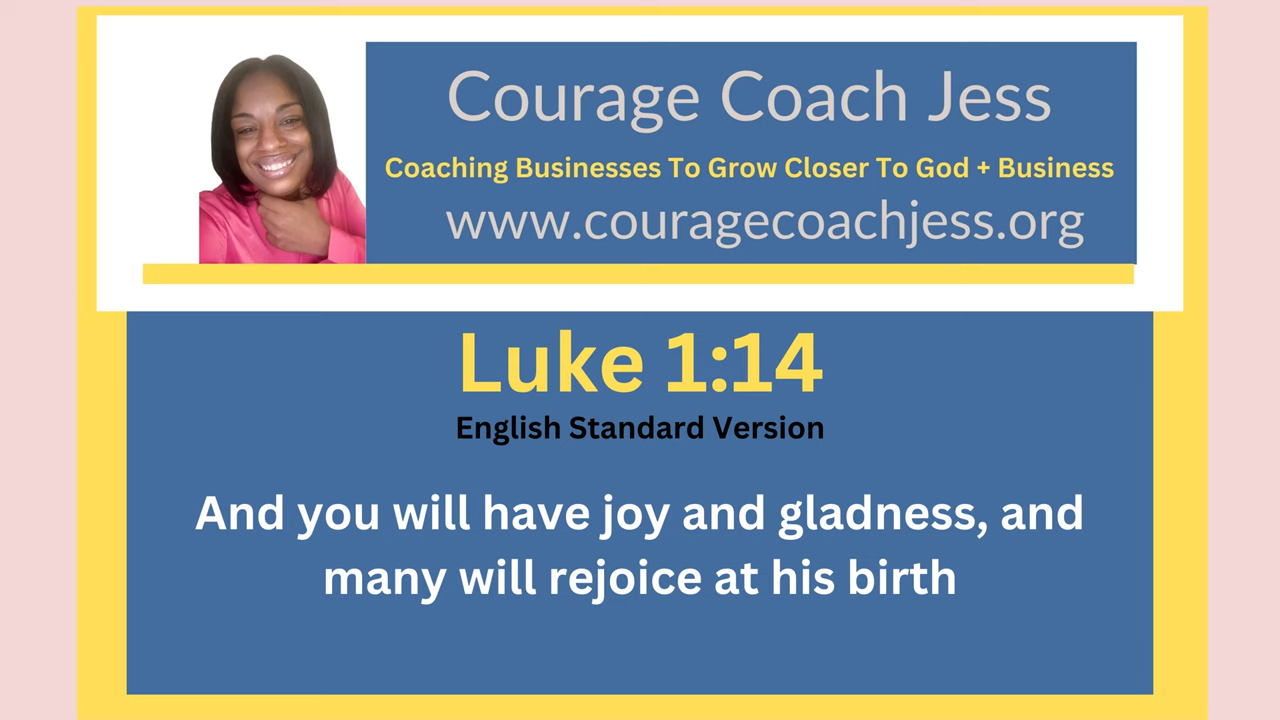 Courage Coach Jess
Coaching Businesses To Grow Closer To God + Business
www.couragecoachjess.org
Luke 1:14
English Standard Version
And you will have joy and gladness, and
many will rejoice at his birth